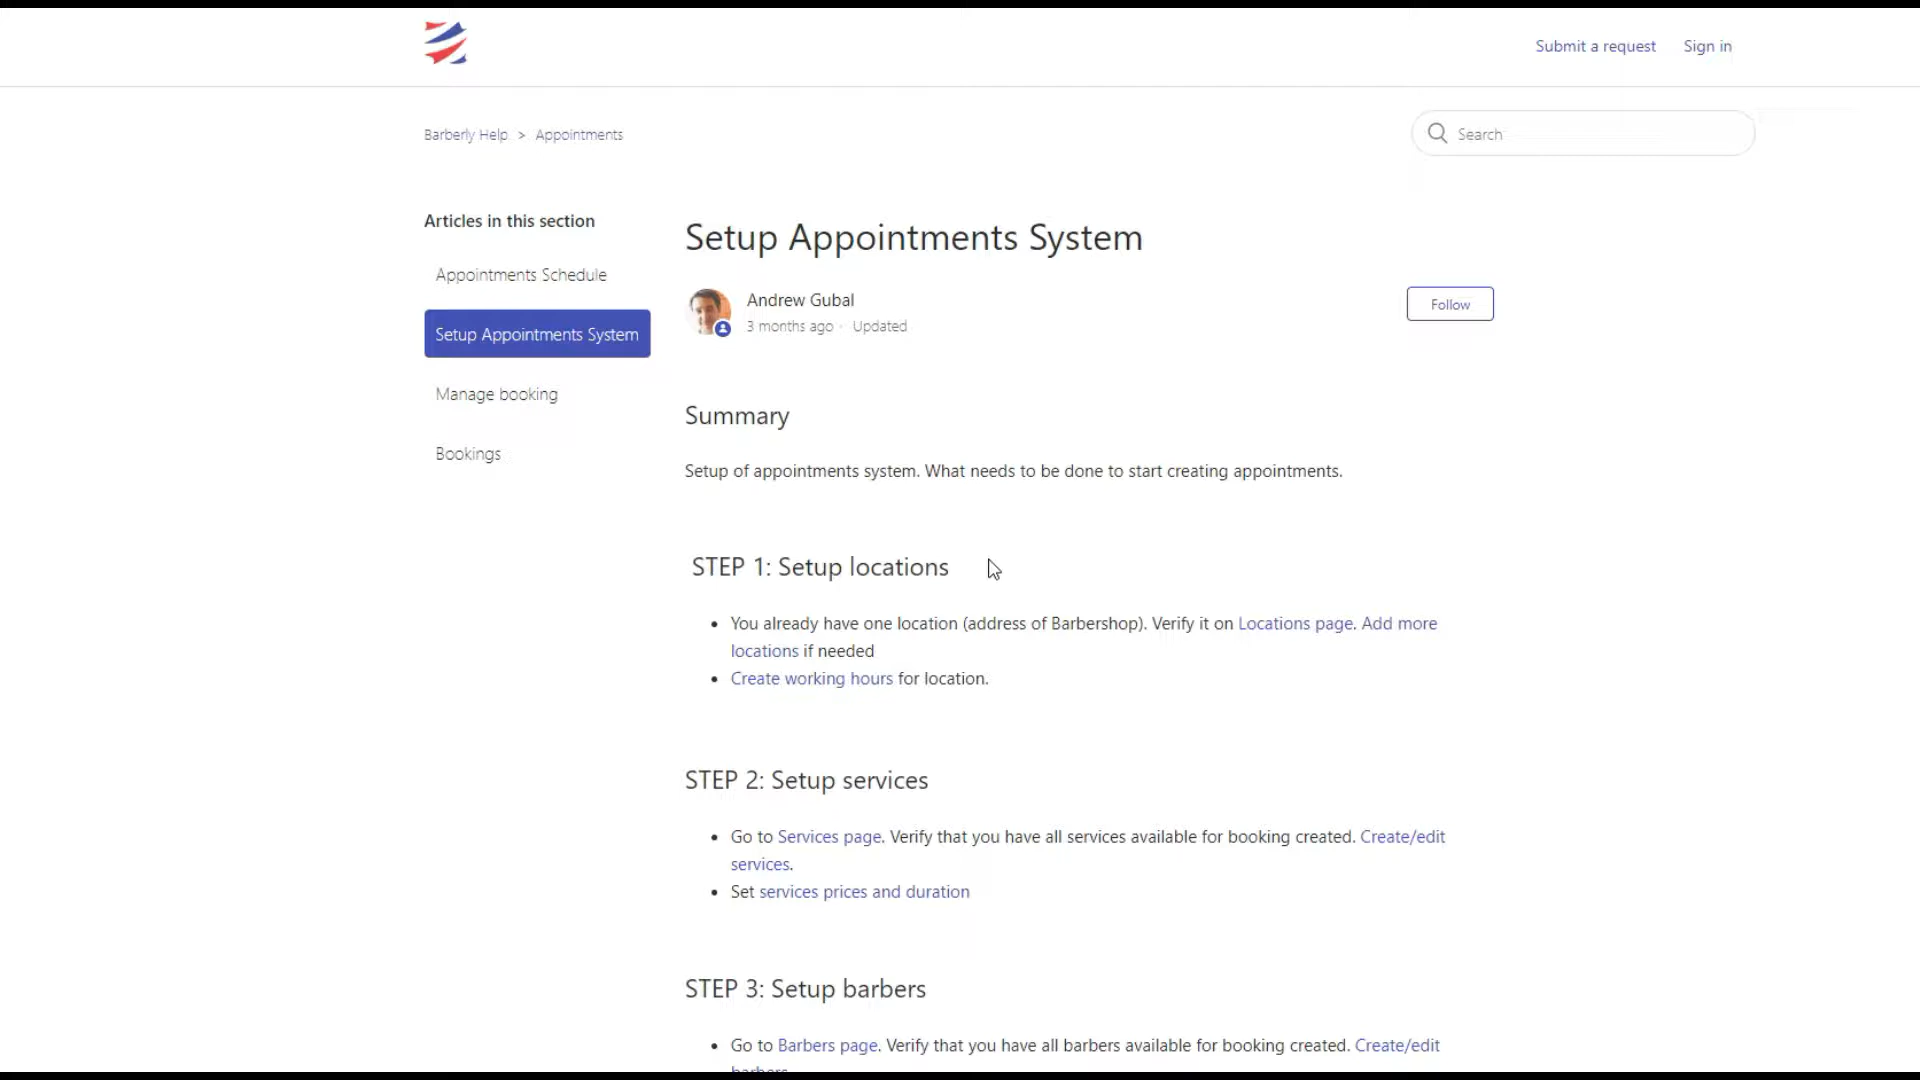 Submit a request
Sign in
Barberly Help > Appointments
Search
Articles in this section
Appointments Schedule
Setup Appointments System
Manage booking
Bookings
Setup Appointments System
Andrew Gubal
3 months ago · Updated
Follow
Summary
Setup of appointments system. What needs to be done to start creating appointments.
STEP 1: Setup locations
• You already have one location (address of Barbershop). Verify it on Locations page. Add more
locations if needed
• Create working hours for location.
STEP 2: Setup services
• Go to Services page. Verify that you have all services available for booking created. Create/edit
services.
• Set services prices and duration
STEP 3: Setup barbers
• Go to Barbers page. Verify that you have all barbers available for booking created. Create/edit
barbers.